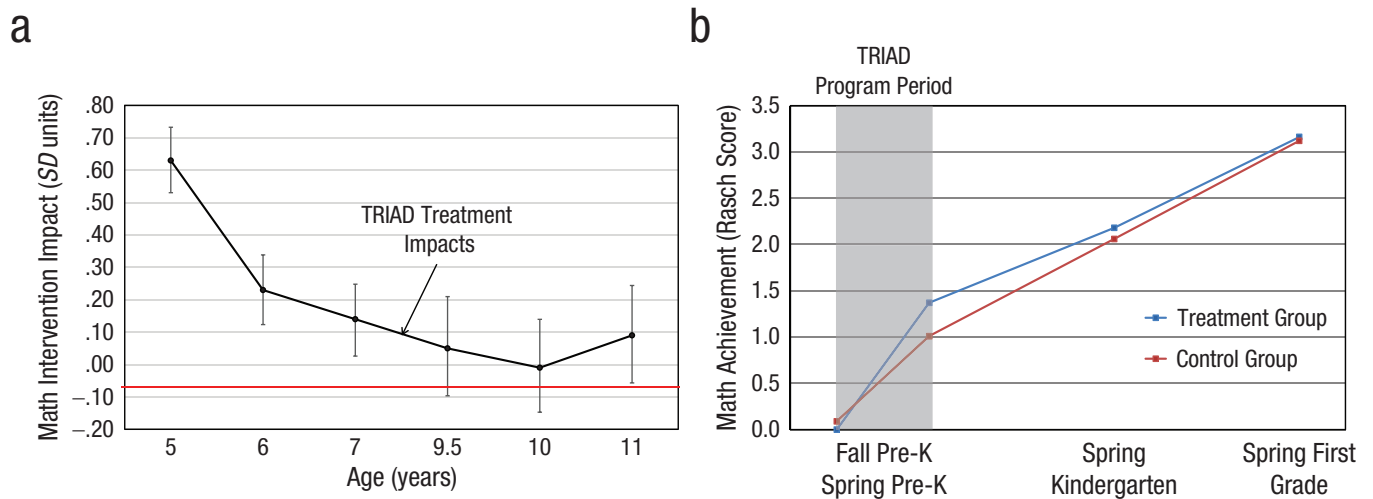 a
Math Intervention Impact (SD units)
.80
.70
.60
.50
.40
.30
.20
.10
.00
−.10
−.20
TRIAD Treatment
Impacts
5 6 7 9.5 10 11
Age (years)
b
TRIAD
Program Period
Math Achievement (Rasch Score)
3.5
3.0
2.5
2.0
1.5
1.0
0.5
0.0
Treatment Group
Control Group
Fall Pre-K
Spring Pre-K
Spring
Kindergarten
Spring First
Grade